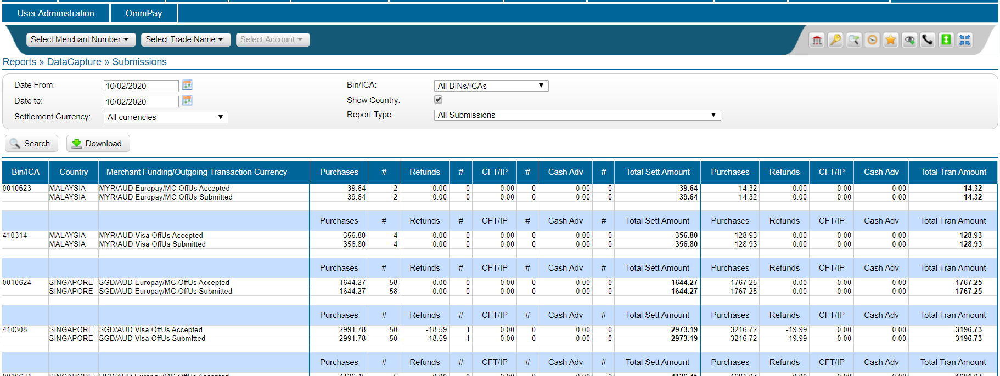 User Administration OmniPay
Select Merchant Number Select Trade Name Select Account
Reports » DataCapture » Submissions
Date From: 10/02/2020 Bin/ICA: All BINs/ICAs
Date to: 10/02/2020 Show Country:
Settlement Currency: All currencies Report Type: All Submissions
Search Download
Bin/ICA Country Merchant Funding/Outgoing Transaction Currency Purchases # Refunds # CFT/IP # Cash Adv # Total Sett Amount Purchases Refunds CFT/IP Cash Adv Total Tran Amount
0010623 MALAYSIA MYR/AUD Europay/MC OffUs Accepted 39.64 2 0.00 0 0.00 0 0.00 0 39.64 14.32 0.00 0.00 0.00 14.32
MALAYSIA MYR/AUD Europay/MC OffUs Submitted 39.64 2 0.00 0 0.00 0 0.00 0 39.64 14.32 0.00 0.00 0.00 14.32
Purchases # Refunds # CFT/IP # Cash Adv # Total Sett Amount Purchases Refunds CFT/IP Cash Adv Total Tran Amount
410314 MALAYSIA MYR/AUD Visa OffUs Accepted 356.80 4 0.00 0 0.00 0 0.00 0 356.80 128.93 0.00 0.00 0.00 128.93
MALAYSIA MYR/AUD Visa OffUs Submitted 356.80 4 0.00 0 0.00 0 0.00 0 356.80 128.93 0.00 0.00 0.00 128.93
Purchases # Refunds # CFT/IP # Cash Adv # Total Sett Amount Purchases Refunds CFT/IP Cash Adv Total Tran Amount
0010624 SINGAPORE SGD/AUD Europay/MC OffUs Accepted 1644.27 58 0.00 0 0.00 0 0.00 0 1644.27 1767.25 0.00 0.00 0.00 1767.25
SINGAPORE SGD/AUD Europay/MC OffUs Submitted 1644.27 58 0.00 0 0.00 0 0.00 0 1644.27 1767.25 0.00 0.00 0.00 1767.25
Purchases # Refunds # CFT/IP # Cash Adv # Total Sett Amount Purchases Refunds CFT/IP Cash Adv Total Tran Amount
410308 SINGAPORE SGD/AUD Visa OffUs Accepted 2991.78 50 -18.59 1 0.00 0 0.00 0 2973.19 3216.72 -19.99 0.00 0.00 3196.73
SINGAPORE SGD/AUD Visa OffUs Submitted 2991.78 50 -18.59 1 0.00 0 0.00 0 2973.19 3216.72 -19.99 0.00 0.00 3196.73
Purchases # Refunds # CFT/IP # Cash Adv # Total Sett Amount Purchases Refunds CFT/IP Cash Adv Total Tran Amount